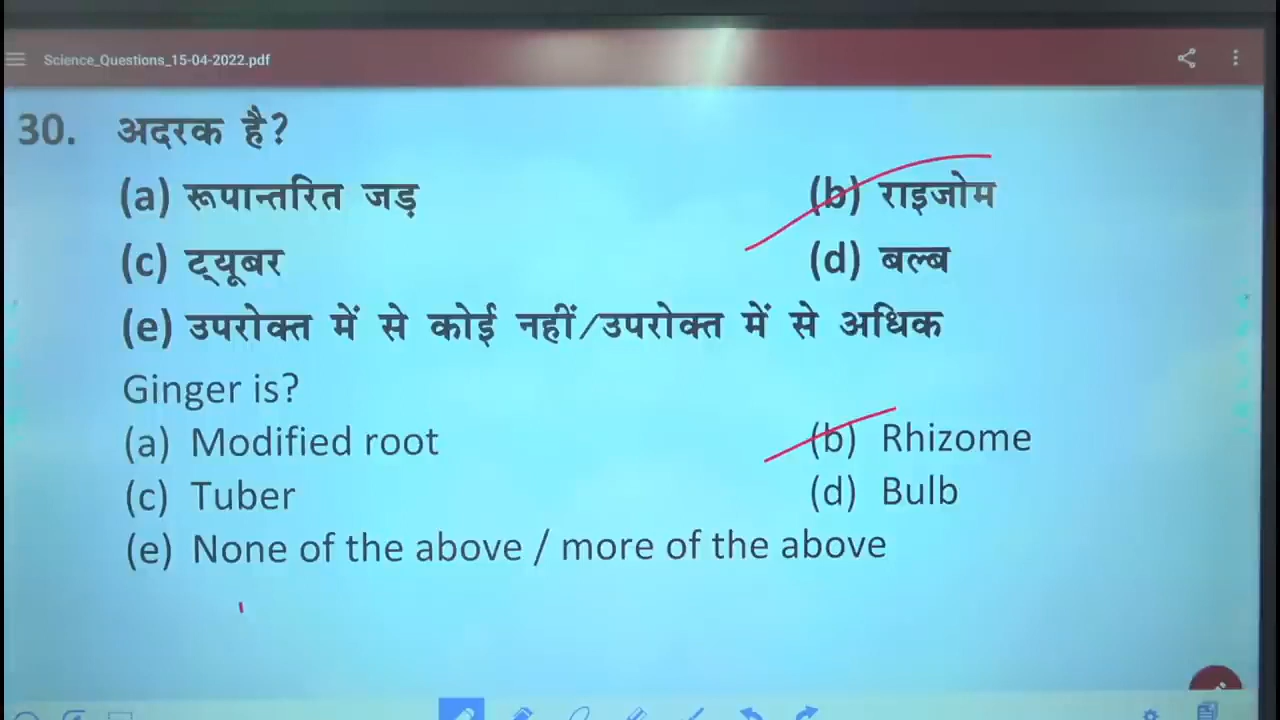 Science_Questions_15-04-2022.pdf
30. अदरक है?
(a) रूपान्तरित जड़ (b) राइजोम
(c) ट्यूबर (d) बल्ब
(e) उपरोक्त में से कोई नहीं/उपरोक्त में से अधिक
Ginger is?
(a) Modified root (b) Rhizome
(c) Tuber (d) Bulb
(e) None of the above / more of the above